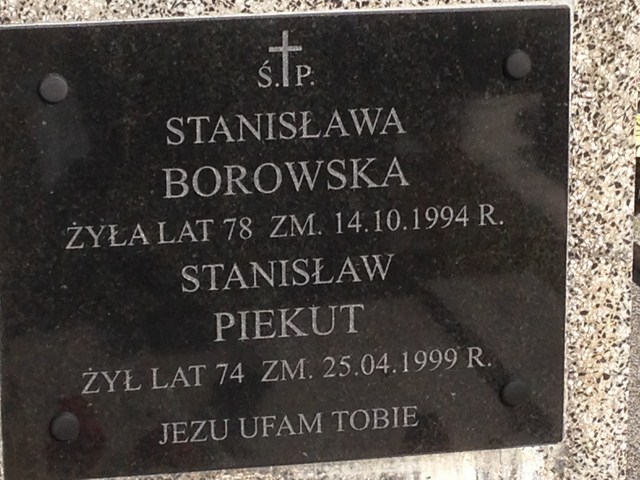 Ś.P.
STANISŁAWA
BOROWSKA
ŻYŁA LAT 78 ZM. 14.10.1994 R.
STANISŁAW
PIEKUT
ŻYŁ LAT 74 ZM. 25.04.1999 R.
JEZU UFAM TOBIE